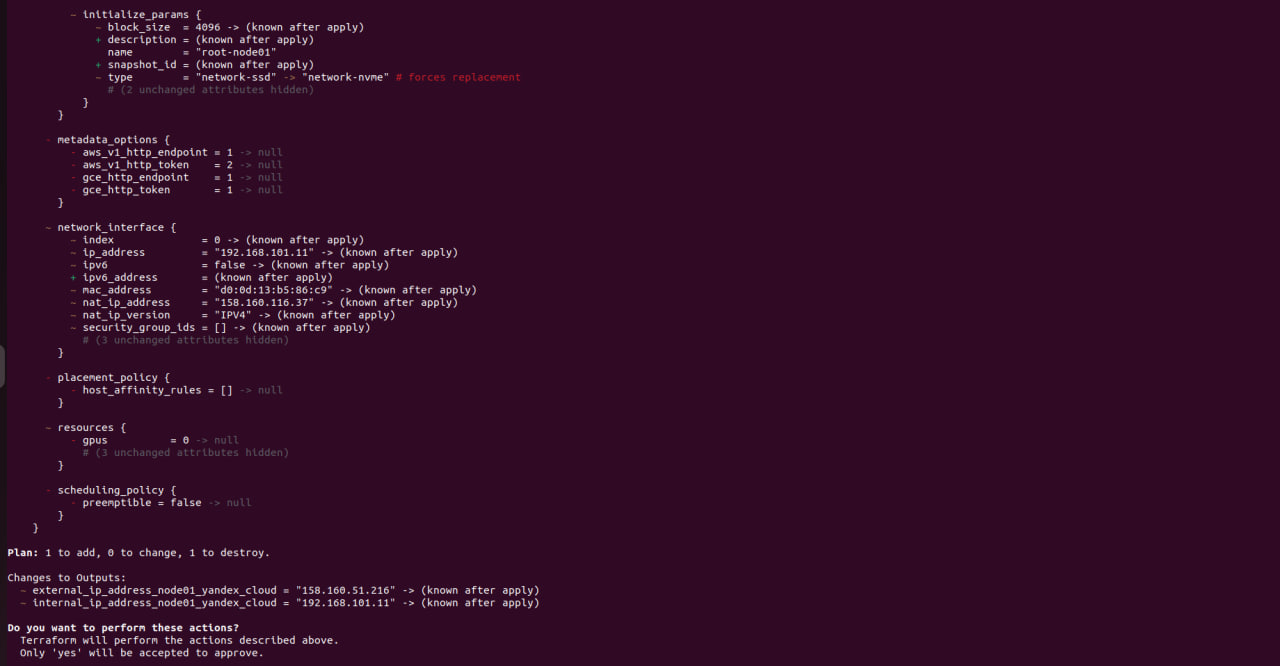 ~ initialize_params {
~ block_size  = 4096 -> (known after apply)
+ description = (known after apply)
name        = "root-node01"
+ snapshot_id = (known after apply)
~ type        = "network-ssd" -> "network-nvme" # forces replacement
# (2 unchanged attributes hidden)
}
}
- metadata_options {
- aws_v1_http_endpoint = 1 -> null
- aws_v1_http_token    = 2 -> null
- gce_http_endpoint    = 1 -> null
- gce_http_token       = 1 -> null
}
~ network_interface {
~ index              = 0 -> (known after apply)
~ ip_address         = "192.168.101.11" -> (known after apply)
~ ipv6               = false -> (known after apply)
+ ipv6_address       = (known after apply)
~ mac_address        = "d0:0d:13:b5:86:c9" -> (known after apply)
~ nat_ip_address     = "158.160.116.37" -> (known after apply)
~ nat_ip_version     = "IPV4" -> (known after apply)
~ security_group_ids = [] -> (known after apply)
# (3 unchanged attributes hidden)
}
- placement_policy {
- host_affinity_rules = [] -> null
}
~ resources {
- gpus          = 0 -> null
# (3 unchanged attributes hidden)
}
- scheduling_policy {
- preemptible = false -> null
}
}
Plan: 1 to add, 0 to change, 1 to destroy.
Changes to Outputs:
~ external_ip_address_node01_yandex_cloud = "158.160.51.216" -> (known after apply)
~ internal_ip_address_node01_yandex_cloud = "192.168.101.11" -> (known after apply)
Do you want to perform these actions?
Terraform will perform the actions described above.
Only 'yes' will be accepted to approve.